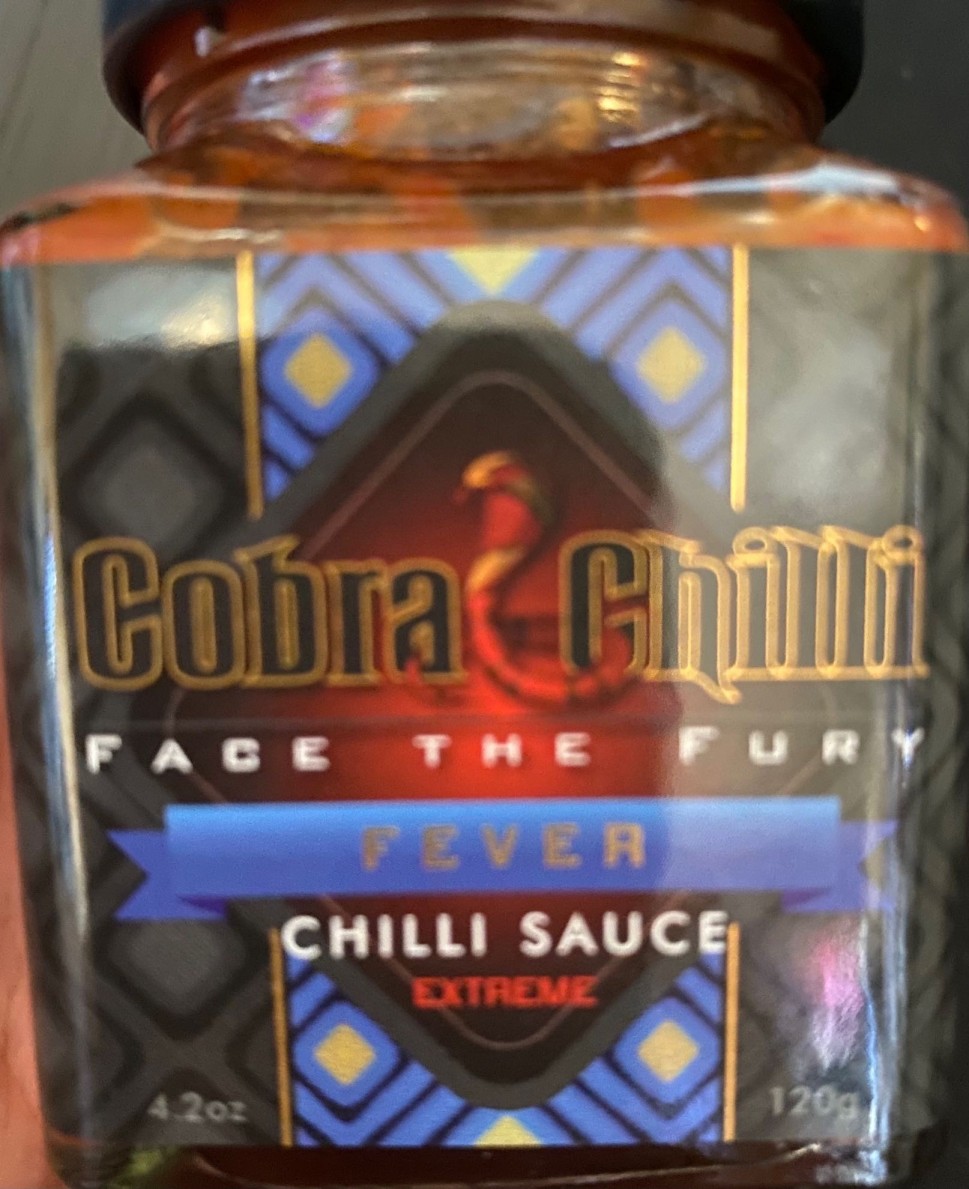 Cobra Chilli
FACE THE FURY
FEVER
CHILLI SAUCE
EXTREME
4.2oz 120g